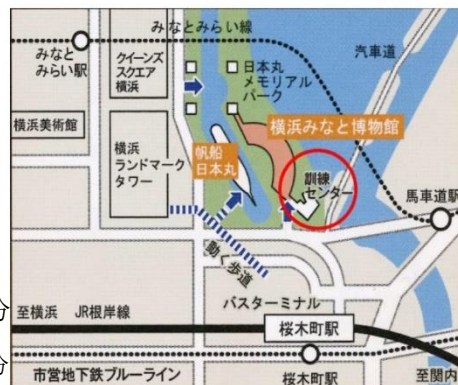 みなとみらい線
みなと
みらい駅
クイーンズ
スクエア
横浜
日本丸
メモリアル
パーク
汽車道
横浜美術館
横浜みなと博物館
横浜
ランドマーク
タワー
帆船
日本丸
訓練
センター
馬車道駅
動く歩道
バスターミナル
分
至横浜
JR根岸線
桜木町駅
分
市営地下鉄ブルーライン
桜木町駅
至関内